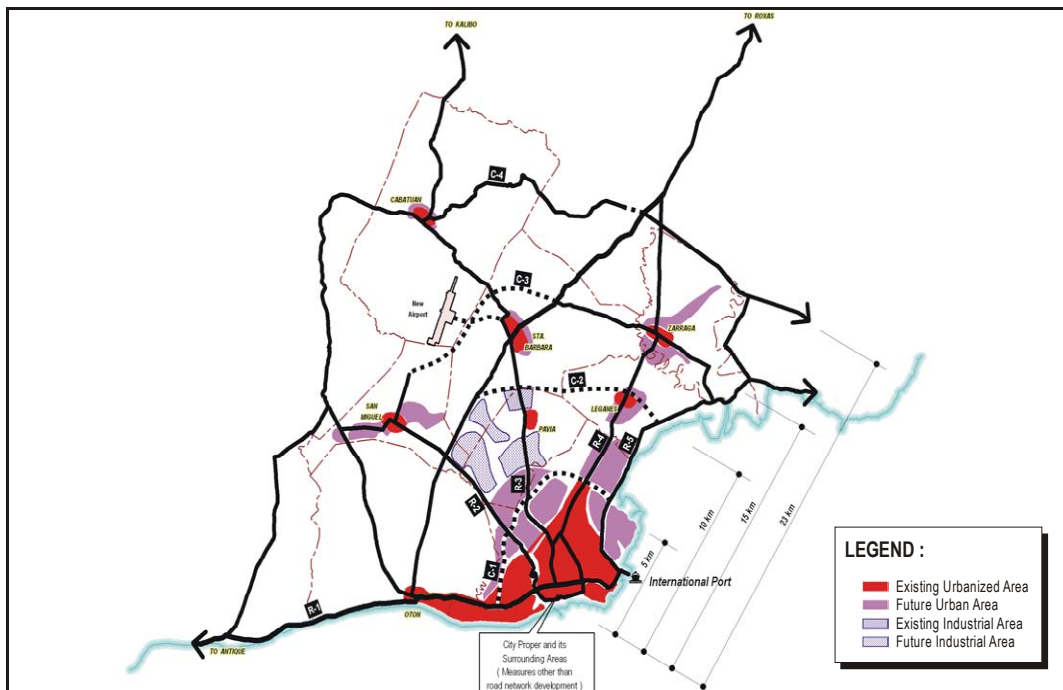 TO KALIBO
TO ROXAS
C-4
CABATUAN
C-3
New
Airport
STA.
BARBARA
ZARRAGA
C-2
SAN
MIGUEL
LEGANES
PAVIA
R-4
R-5
R-3
R-2
10 km
15 km
23 km
5 km
C-1
International Port
R-1
OTON
TO ANTIQUE
City Proper and its
Surrounding Areas
( Measures other than
road network development )
LEGEND :
Existing Urbanized Area
Future Urban Area
Existing Industrial Area
Future Industrial Area